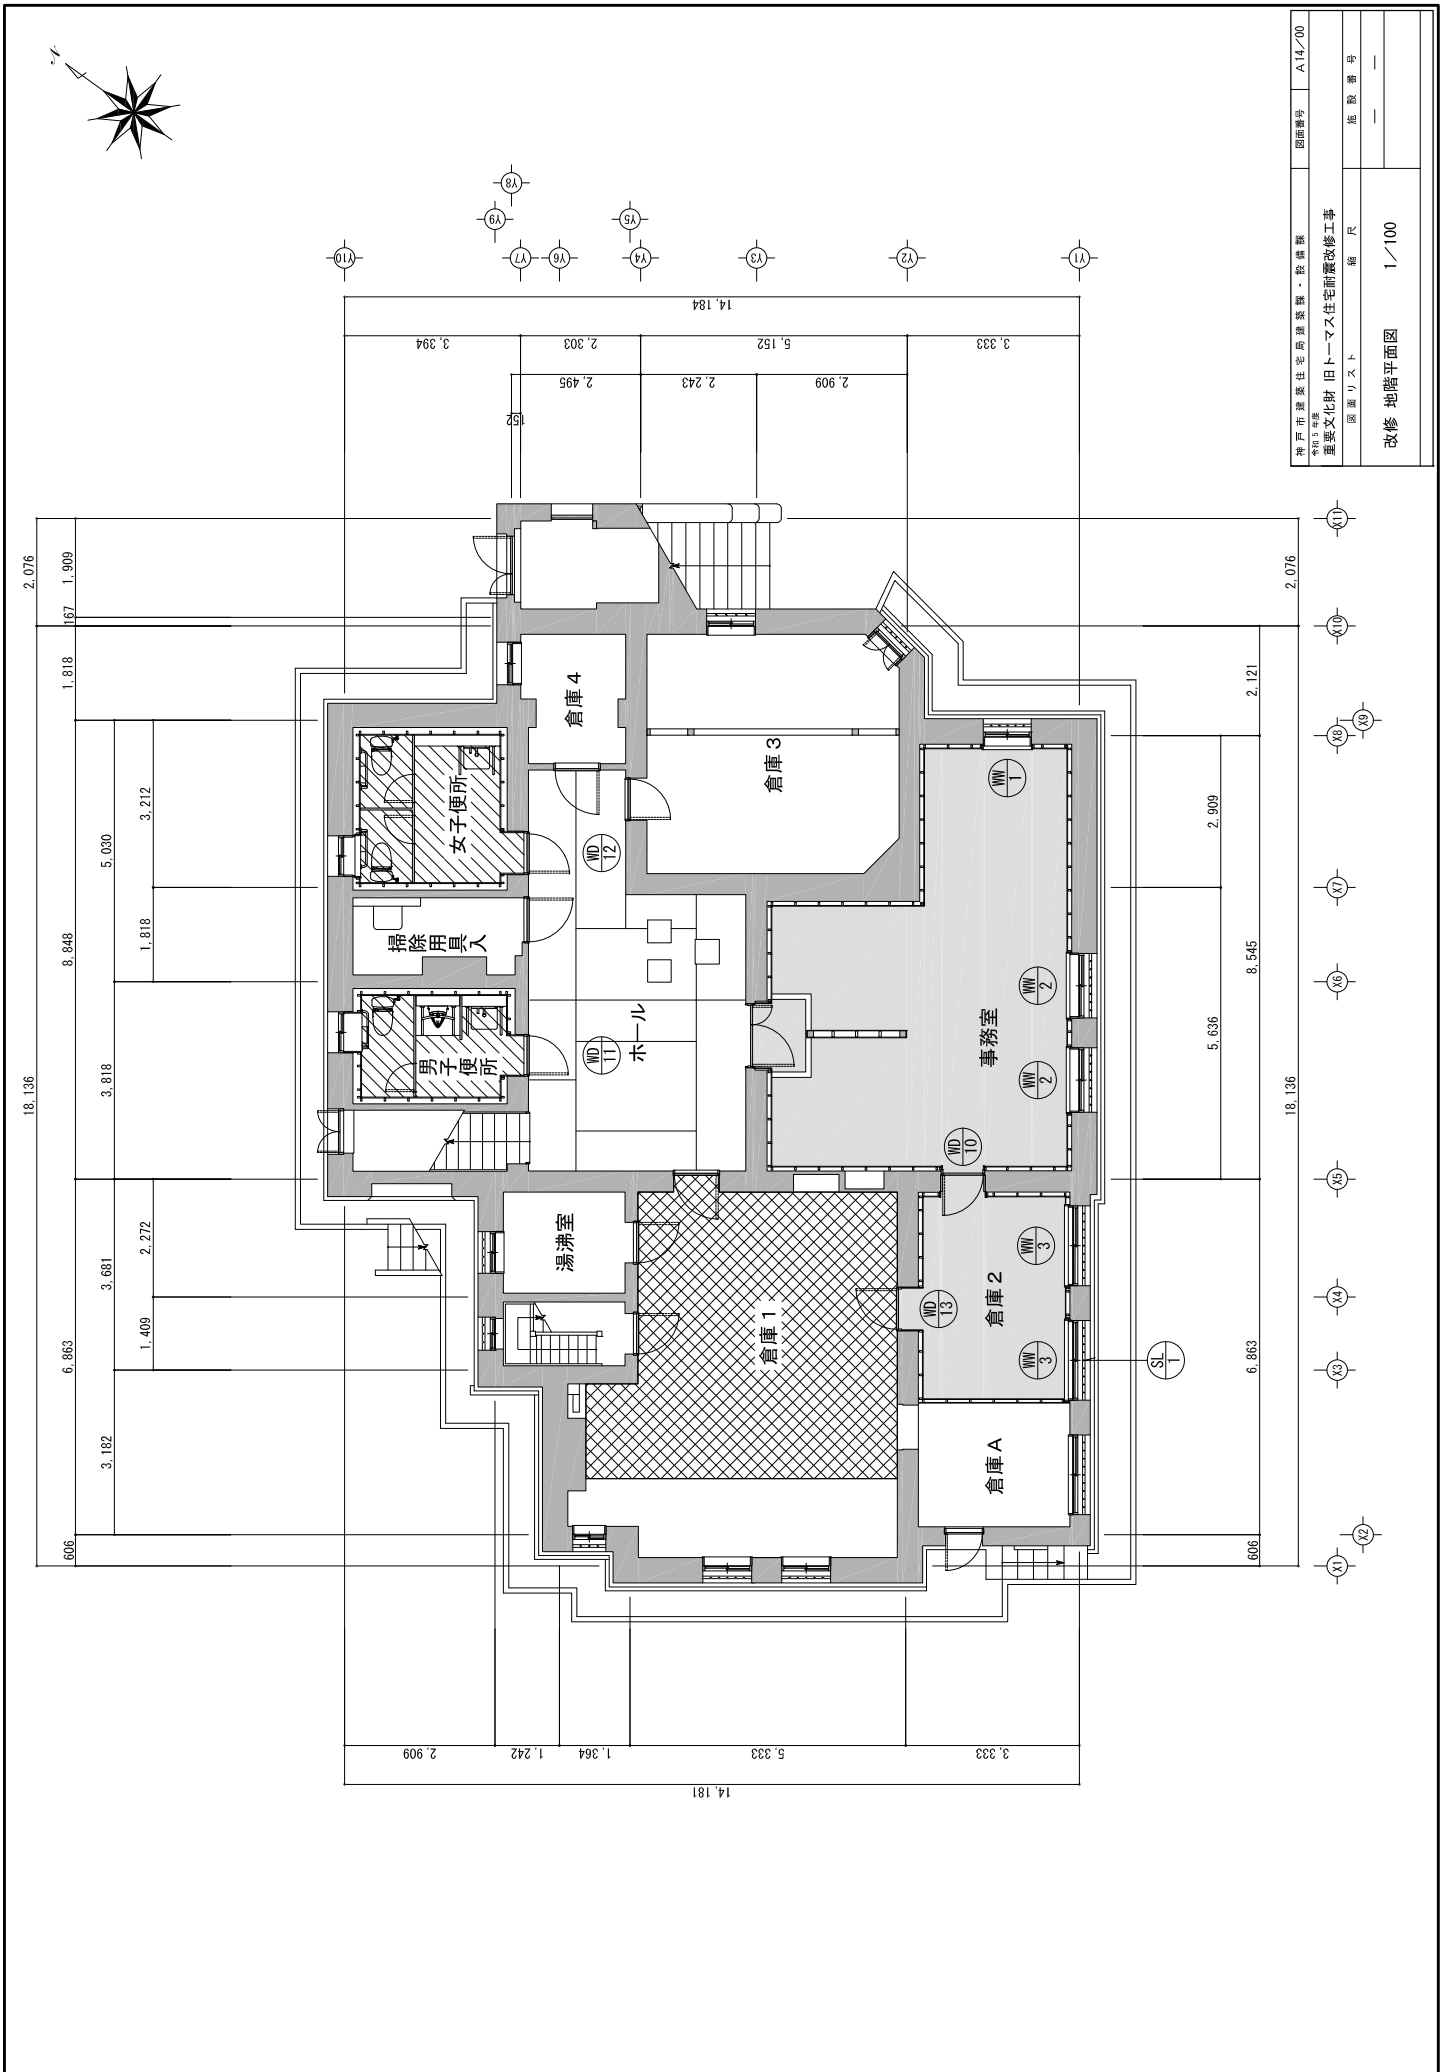 神戸市建築住宅局建築課・設備課
図面番号
A14/00
令和5年度
重要文化財 旧トーマス住宅耐震改修工事
図面リスト
縮尺
施設番号
改修 地階平面図
1/100
— —
N
2,076
18,136
606
1,909
167
1,818
8,848
6,863
606
5,030
3,818
3,681
3,182
3,212
1,818
2,272
1,409
Y10
Y9
Y8
Y7
Y6
Y5
Y4
Y3
Y2
Y1
14,184
3,394
2,303
5,152
3,333
152
2,495
2,243
2,909
女子便所
掃除用具入
男子便所
倉庫4
倉庫3
ホール
WD
12
WD
11
事務室
WW
1
WW
2
WW
2
WD
10
湯沸室
倉庫1
倉庫2
WD
13
WW
3
WW
3
SL
1
倉庫A
2,909
1,242
1,364
5,333
3,333
14,181
2,909
5,636
2,121
8,545
6,863
606
2,076
18,136
X11
X10
X9
X8
X7
X6
X5
X4
X3
X2
X1